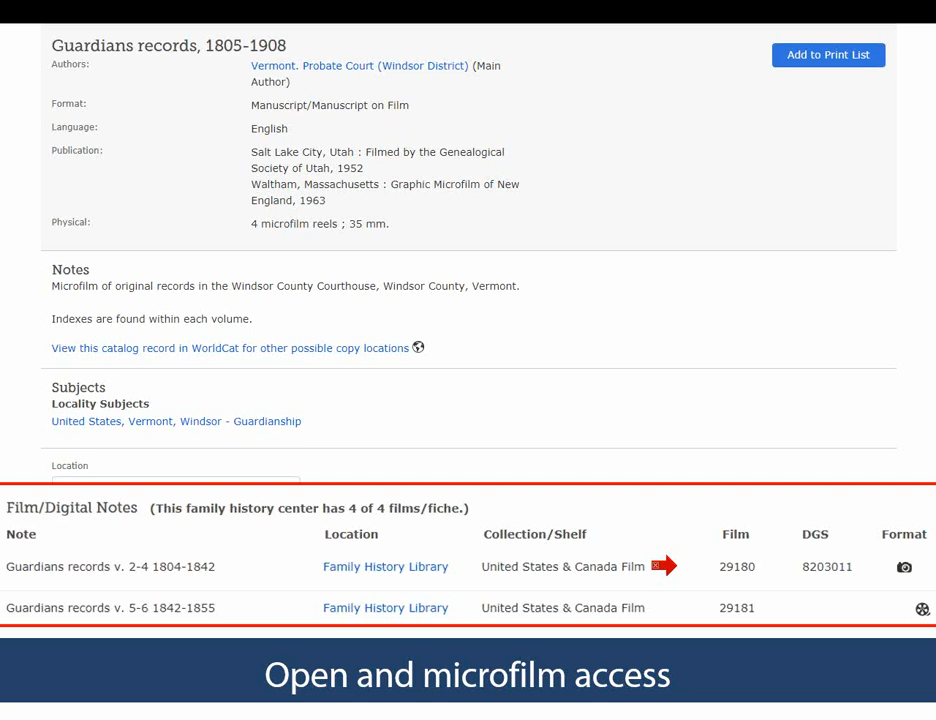 Guardians records, 1805-1908
Add to Print List
Authors: Vermont. Probate Court (Windsor District) (Main
Author)
Format: Manuscript/Manuscript on Film
Language: English
Publication: Salt Lake City, Utah : Filmed by the Genealogical
Society of Utah, 1952
Waltham, Massachusetts : Graphic Microfilm of New
England, 1963
Physical: 4 microfilm reels ; 35 mm.
Notes
Microfilm of original records in the Windsor County Courthouse, Windsor County, Vermont.
Indexes are found within each volume.
View this catalog record in WorldCat for other possible copy locations
Subjects
Locality Subjects
United States, Vermont, Windsor - Guardianship
Location
Film/Digital Notes (This family history center has 4 of 4 films/fiche.)
Note Location Collection/Shelf Film DGS Format
Guardians records v. 2-4 1804-1842 Family History Library United States & Canada Film 29180 8203011
Guardians records v. 5-6 1842-1855 Family History Library United States & Canada Film 29181
Open and microfilm access